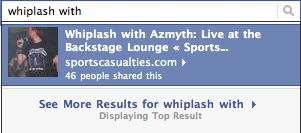 whiplash with
Whiplash with Azmyth: Live at the
Backstage Lounge « Sports...
sportscasualties.com
46 people shared this
See More Results for whiplash with
Displaying Top Result